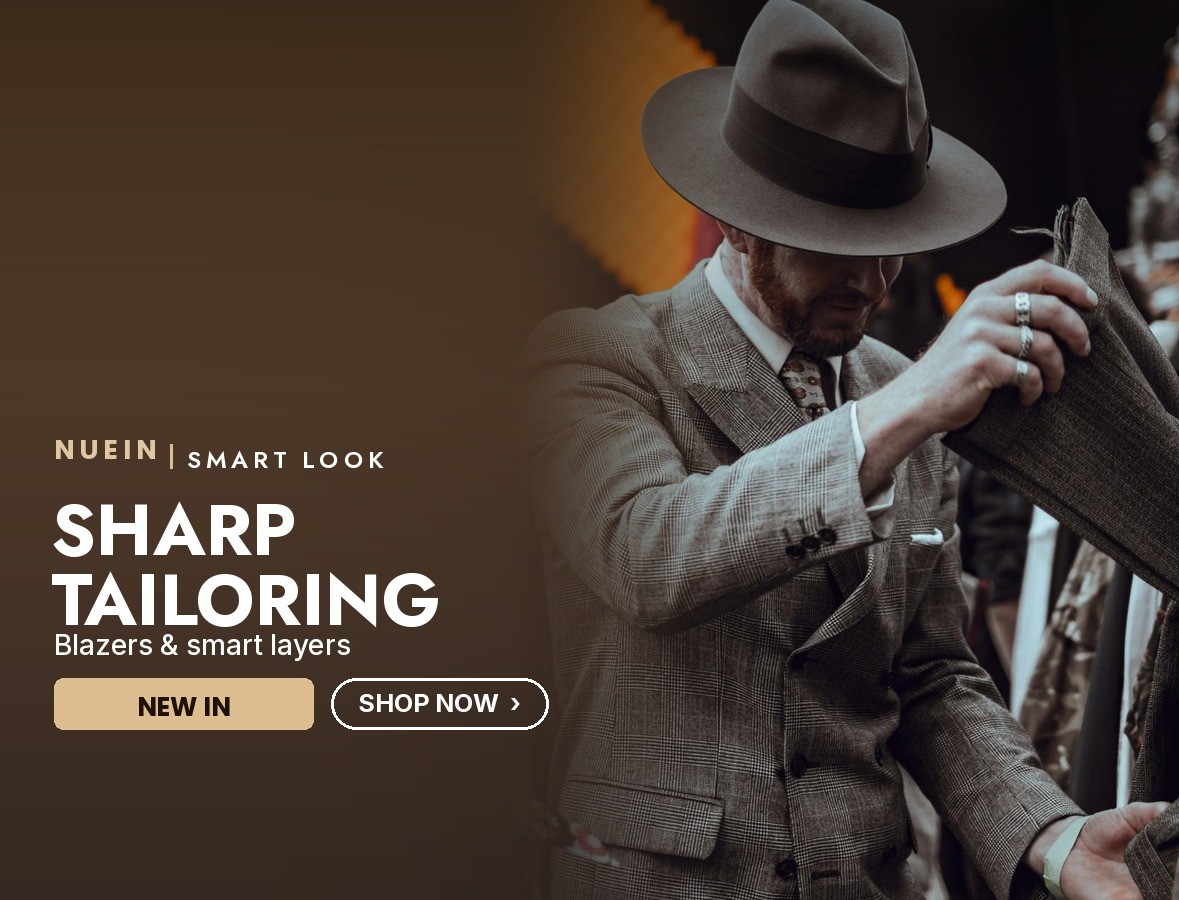 NUEIN | SMART LOOK
SHARP
TAILORING
Blazers & smart layers
NEW IN
SHOP NOW ›